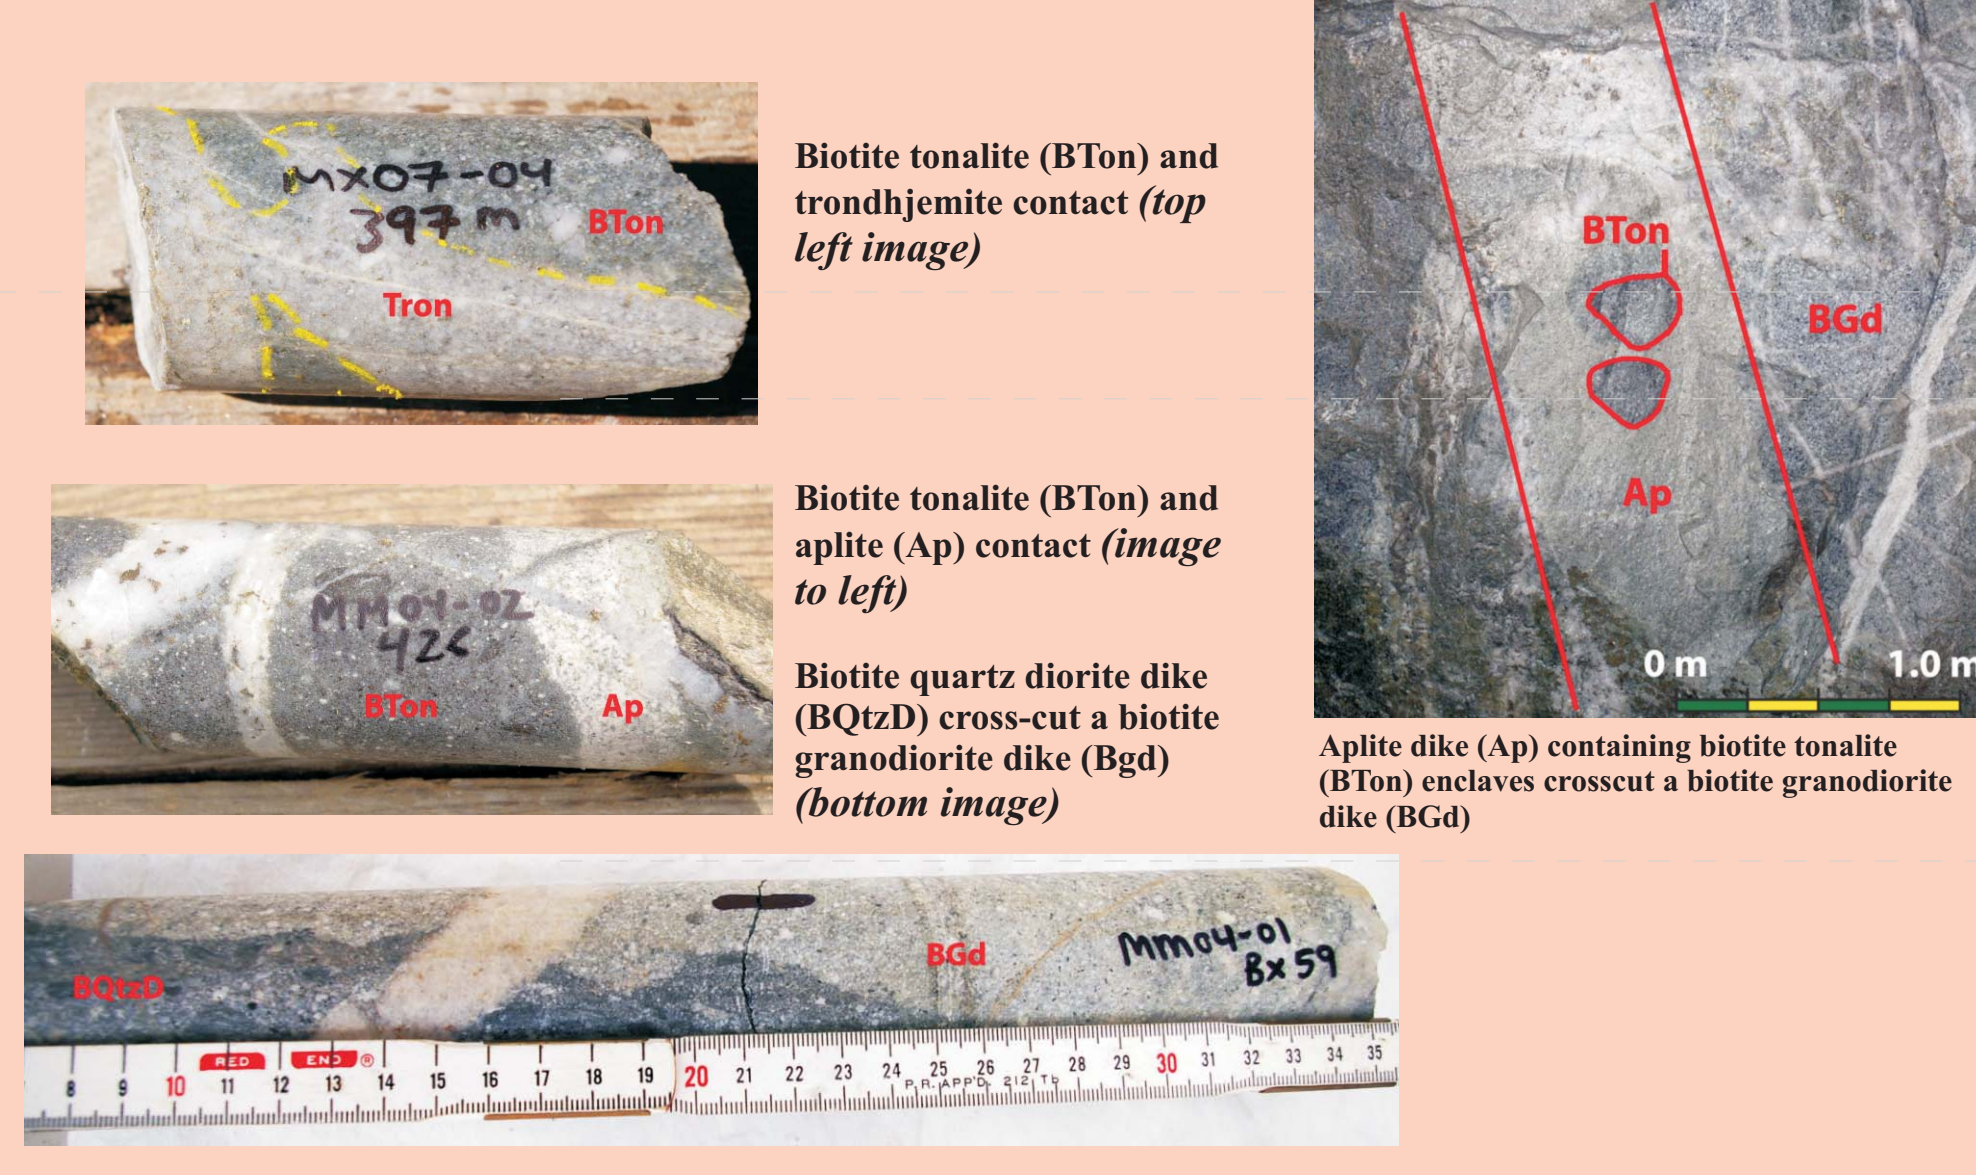 MX07-04
397 m
BTon
Tron
Biotite tonalite (BTon) and
trondhjemite contact (top
left image)
MM04-02
426
BTon
Ap
Biotite tonalite (BTon) and
aplite (Ap) contact (image
to left)
Biotite quartz diorite dike
(BQtzD) cross-cut a biotite
granodiorite dike (Bgd)
(bottom image)
BTon
BGd
Ap
0 m 1.0 m
Aplite dike (Ap) containing biotite tonalite
(BTon) enclaves crosscut a biotite granodiorite
dike (BGd)
BQtzD
BGd
MM04-01
Bx 59
RED END ®
8 9 10 11 12 13 14 15 16 17 18 19 20 21 22 23 24 25 26 27 28 29 30 31 32 33 34 35
P.R. APP'D. 212